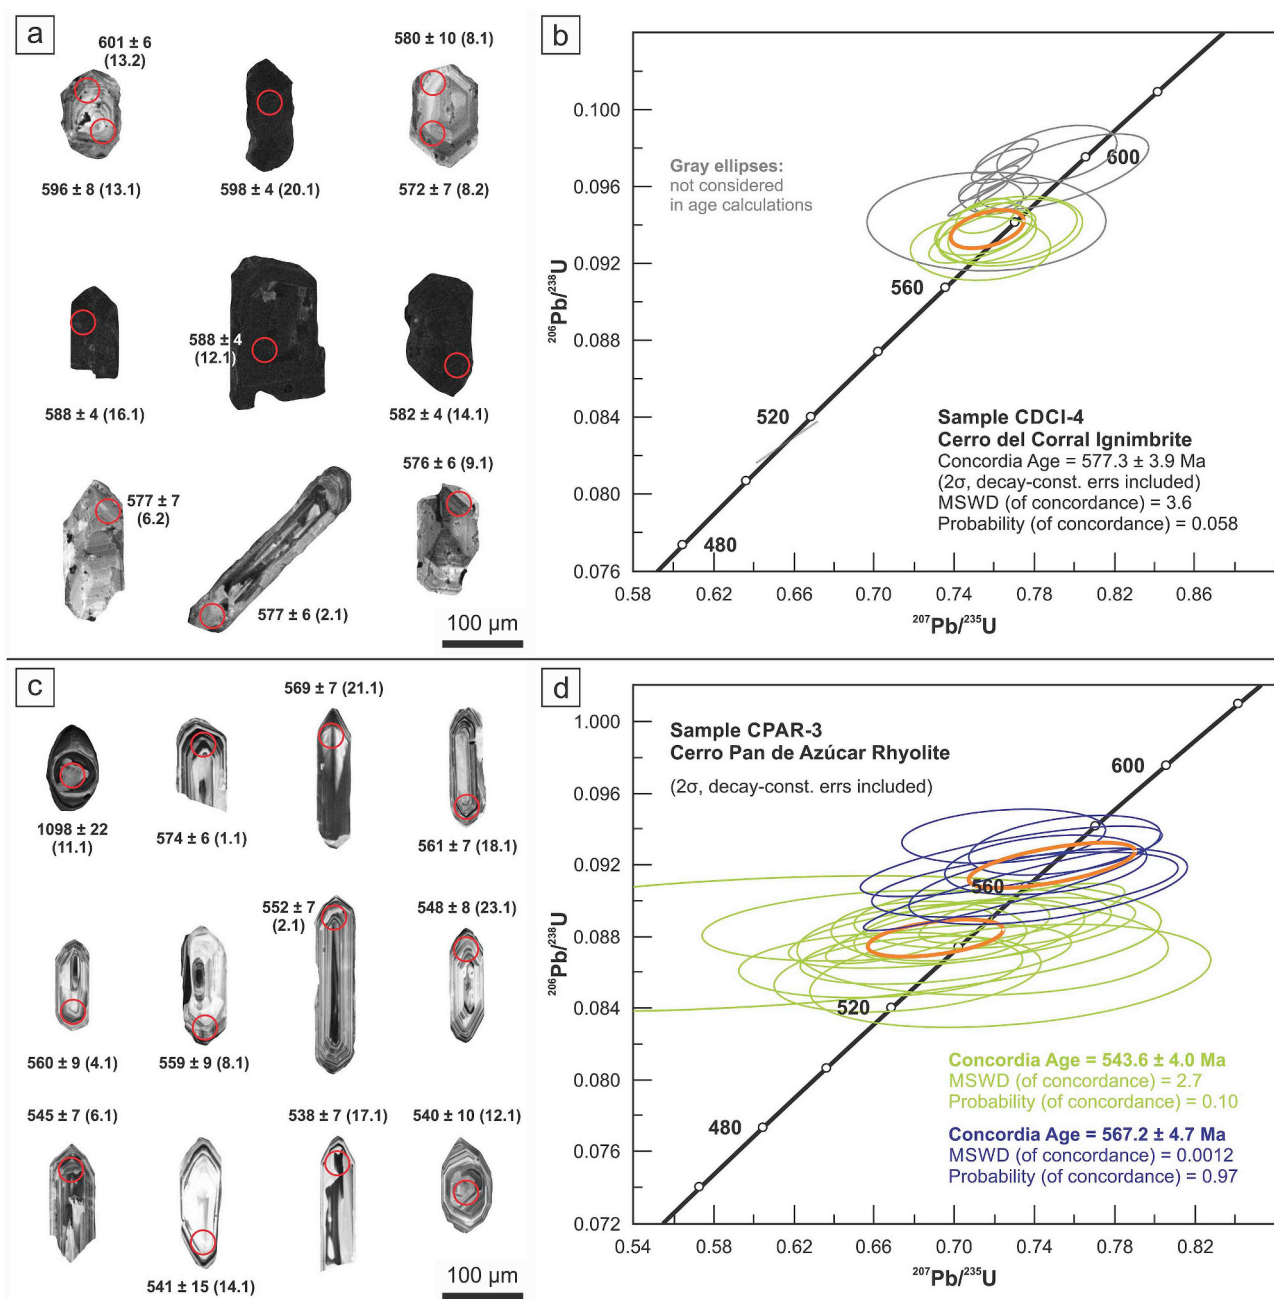 a
601 ± 6
(13.2)
580 ± 10 (8.1)
596 ± 8 (13.1)
598 ± 4 (20.1)
572 ± 7 (8.2)
588 ± 4
(12.1)
588 ± 4 (16.1)
582 ± 4 (14.1)
576 ± 6 (9.1)
577 ± 7
(6.2)
577 ± 6 (2.1)
100 µm
b
0.100
0.096
0.092
0.088
0.084
0.080
0.076
²⁰⁶Pb/²³⁸U
600
560
520
480
Gray ellipses:
not considered
in age calculations
Sample CDCI-4
Cerro del Corral Ignimbrite
Concordia Age = 577.3 ± 3.9 Ma
(2σ, decay-const. errs included)
MSWD (of concordance) = 3.6
Probability (of concordance) = 0.058
0.58 0.62 0.66 0.70 0.74 0.78 0.82 0.86
²⁰⁷Pb/²³⁵U
c
569 ± 7 (21.1)
1098 ± 22
(11.1)
574 ± 6 (1.1)
561 ± 7 (18.1)
552 ± 7
(2.1)
548 ± 8 (23.1)
560 ± 9 (4.1)
559 ± 9 (8.1)
545 ± 7 (6.1)
538 ± 7 (17.1)
540 ± 10 (12.1)
541 ± 15 (14.1)
100 µm
d
1.000
0.096
0.092
0.088
0.084
0.080
0.076
0.072
²⁰⁶Pb/²³⁸U
Sample CPAR-3
Cerro Pan de Azúcar Rhyolite
(2σ, decay-const. errs included)
600
560
520
480
Concordia Age = 543.6 ± 4.0 Ma
MSWD (of concordance) = 2.7
Probability (of concordance) = 0.10
Concordia Age = 567.2 ± 4.7 Ma
MSWD (of concordance) = 0.0012
Probability (of concordance) = 0.97
0.54 0.58 0.62 0.66 0.70 0.74 0.78 0.82
²⁰⁷Pb/²³⁵U